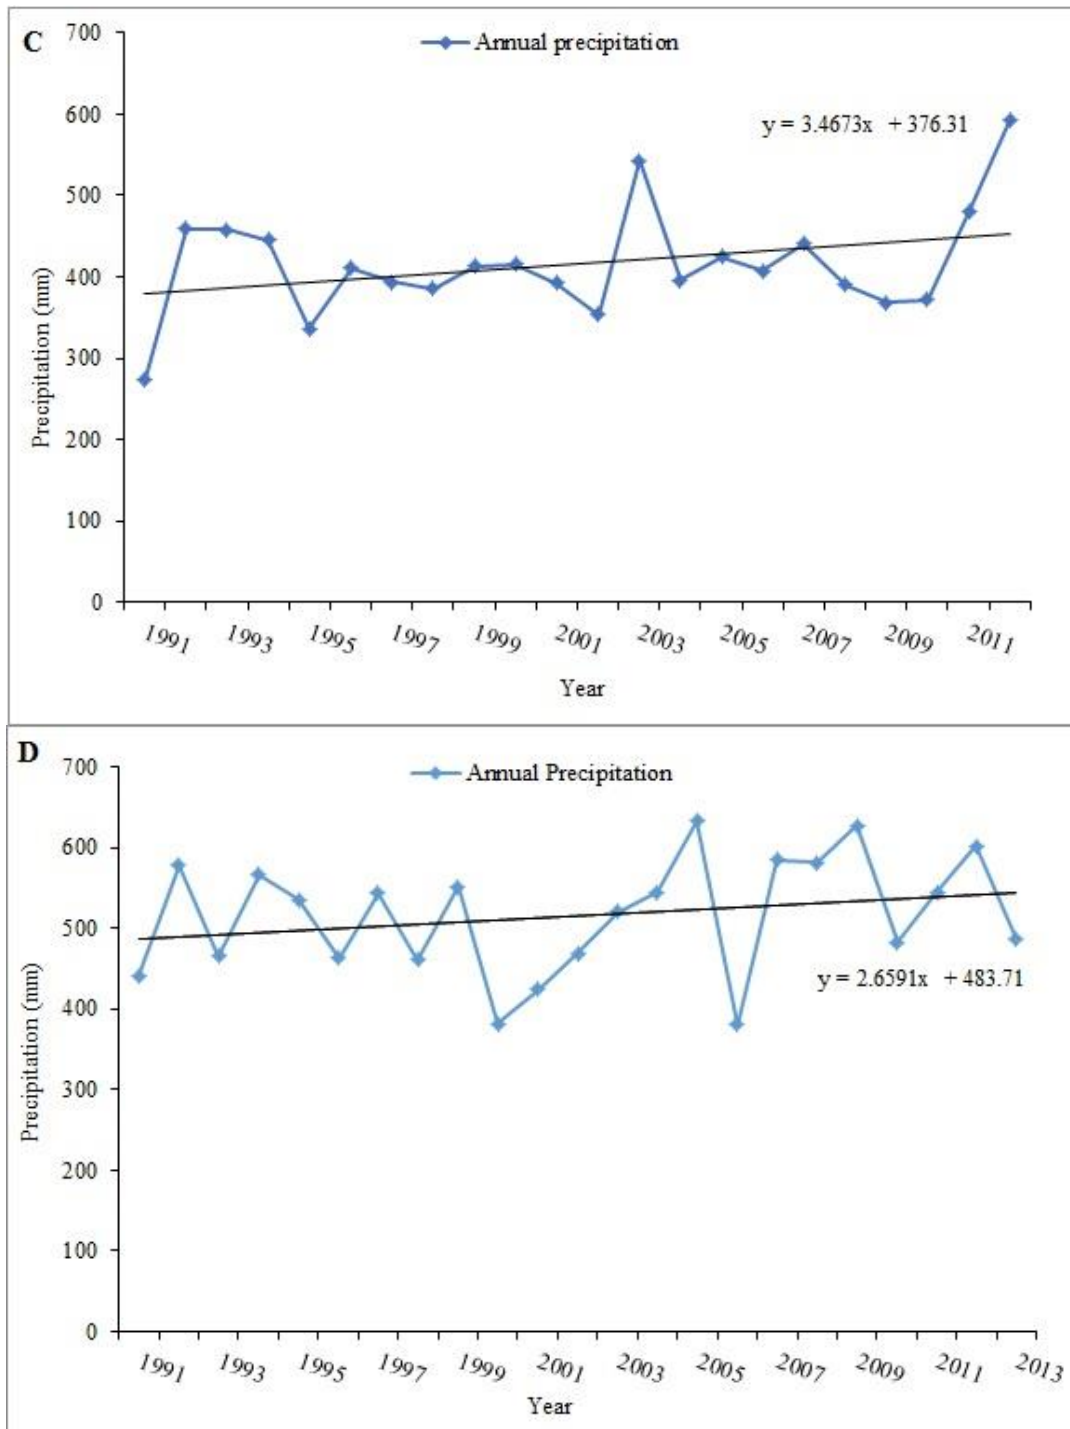 C
Annual precipitation
y = 3.4673x + 376.31
Precipitation (mm)
700
600
500
400
300
200
100
0
1991 1993 1995 1997 1999 2001 2003 2005 2007 2009 2011
Year
D
Annual Precipitation
y = 2.6591x + 483.71
Precipitation (mm)
700
600
500
400
300
200
100
0
1991 1993 1995 1997 1999 2001 2003 2005 2007 2009 2011 2013
Year